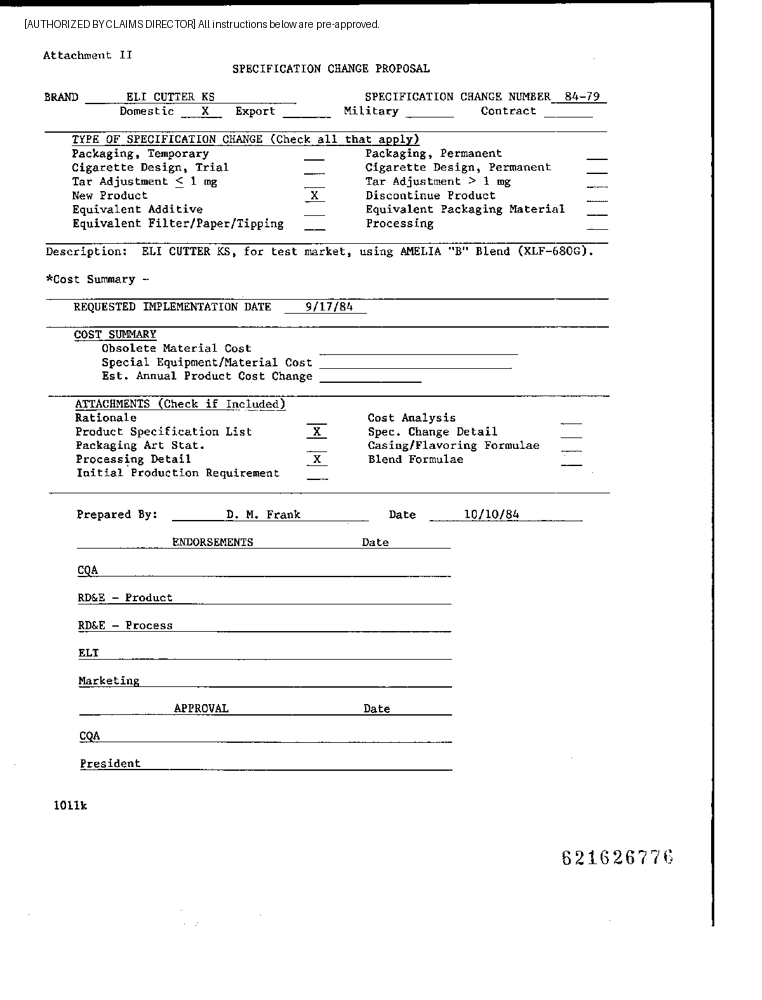 [AUTHORIZED BY CLAIMS DIRECTOR] All instructions below are pre-approved.
Attachment II
SPECIFICATION CHANGE PROPOSAL
BRAND ELI CUTTER KS SPECIFICATION CHANGE NUMBER 84-79
Domestic X Export Military Contract
TYPE OF SPECIFICATION CHANGE (Check all that apply)
Packaging, Temporary Packaging, Permanent
Cigarette Design, Trial Cigarette Design, Permanent
Tar Adjustment ≤ 1 mg Tar Adjustment > 1 mg
New Product X Discontinue Product
Equivalent Additive Equivalent Packaging Material
Equivalent Filter/Paper/Tipping Processing
Description: ELI CUTTER KS, for test market, using AMELIA "B" Blend (XLF-680G).
*Cost Summary -
REQUESTED IMPLEMENTATION DATE 9/17/84
COST SUMMARY
Obsolete Material Cost
Special Equipment/Material Cost
Est. Annual Product Cost Change
ATTACHMENTS (Check if Included)
Rationale Cost Analysis
Product Specification List X Spec. Change Detail
Packaging Art Stat. Casing/Flavoring Formulae
Processing Detail X Blend Formulae
Initial Production Requirement
Prepared By: D. M. Frank Date 10/10/84
ENDORSEMENTS Date
CQA
RD&E - Product
RD&E - Process
ELT
Marketing
APPROVAL Date
CQA
President
1011k
621626776